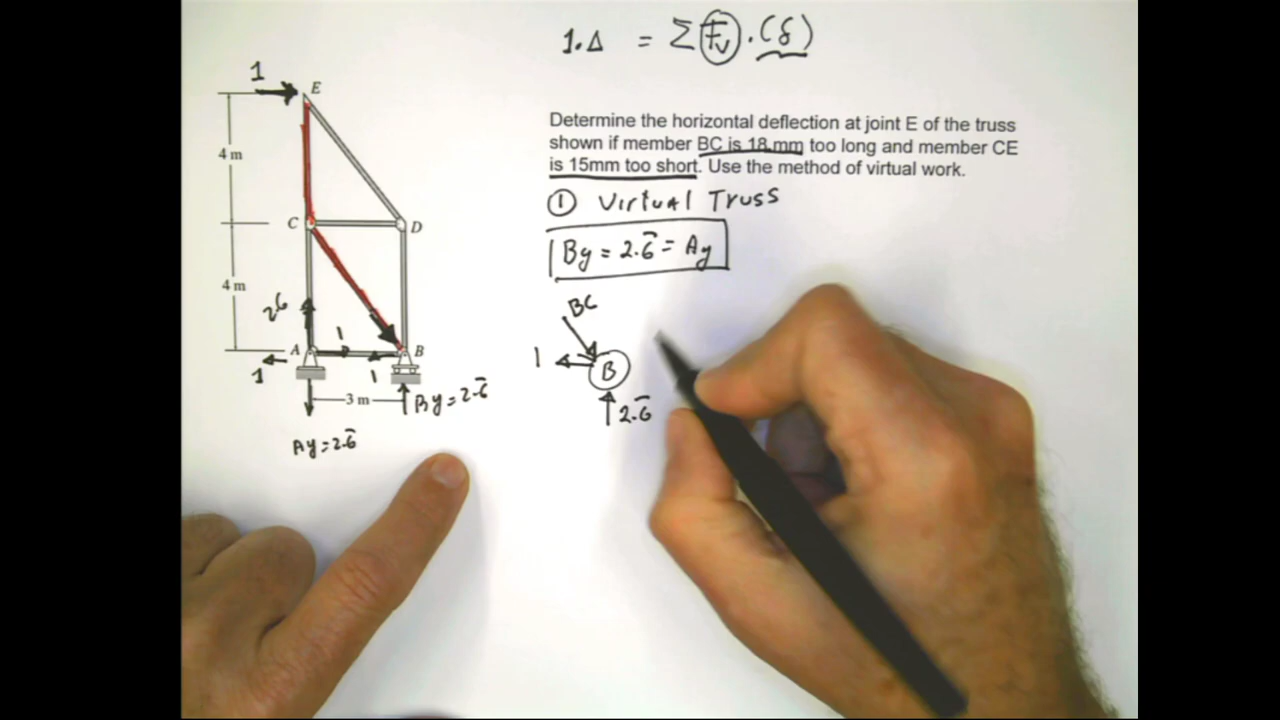 1.Δ = Σ(Fv).(δ)
1
E
Determine the horizontal deflection at joint E of the truss
shown if member BC is 18 mm too long and member CE
is 15mm too short. Use the method of virtual work.
4 m
① Virtual Truss
C
D
By = 2.6̅ = Ay
4 m
2.6
BC
1
A
B
1
B
1
1
2.6̅
3 m
By = 2.6̅
Ay = 2.6̅